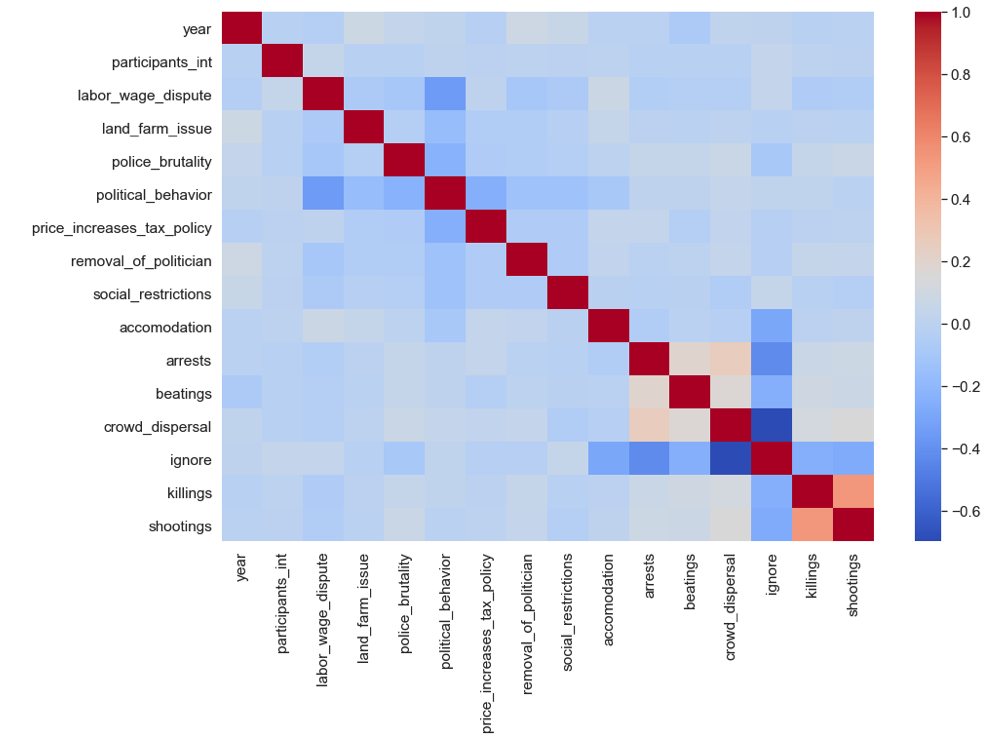 year
participants_int
labor_wage_dispute
land_farm_issue
police_brutality
political_behavior
price_increases_tax_policy
removal_of_politician
social_restrictions
accomodation
arrests
beatings
crowd_dispersal
ignore
killings
shootings
year
participants_int
labor_wage_dispute
land_farm_issue
police_brutality
political_behavior
price_increases_tax_policy
removal_of_politician
social_restrictions
accomodation
arrests
beatings
crowd_dispersal
ignore
killings
shootings
1.0
0.8
0.6
0.4
0.2
0.0
−0.2
−0.4
−0.6